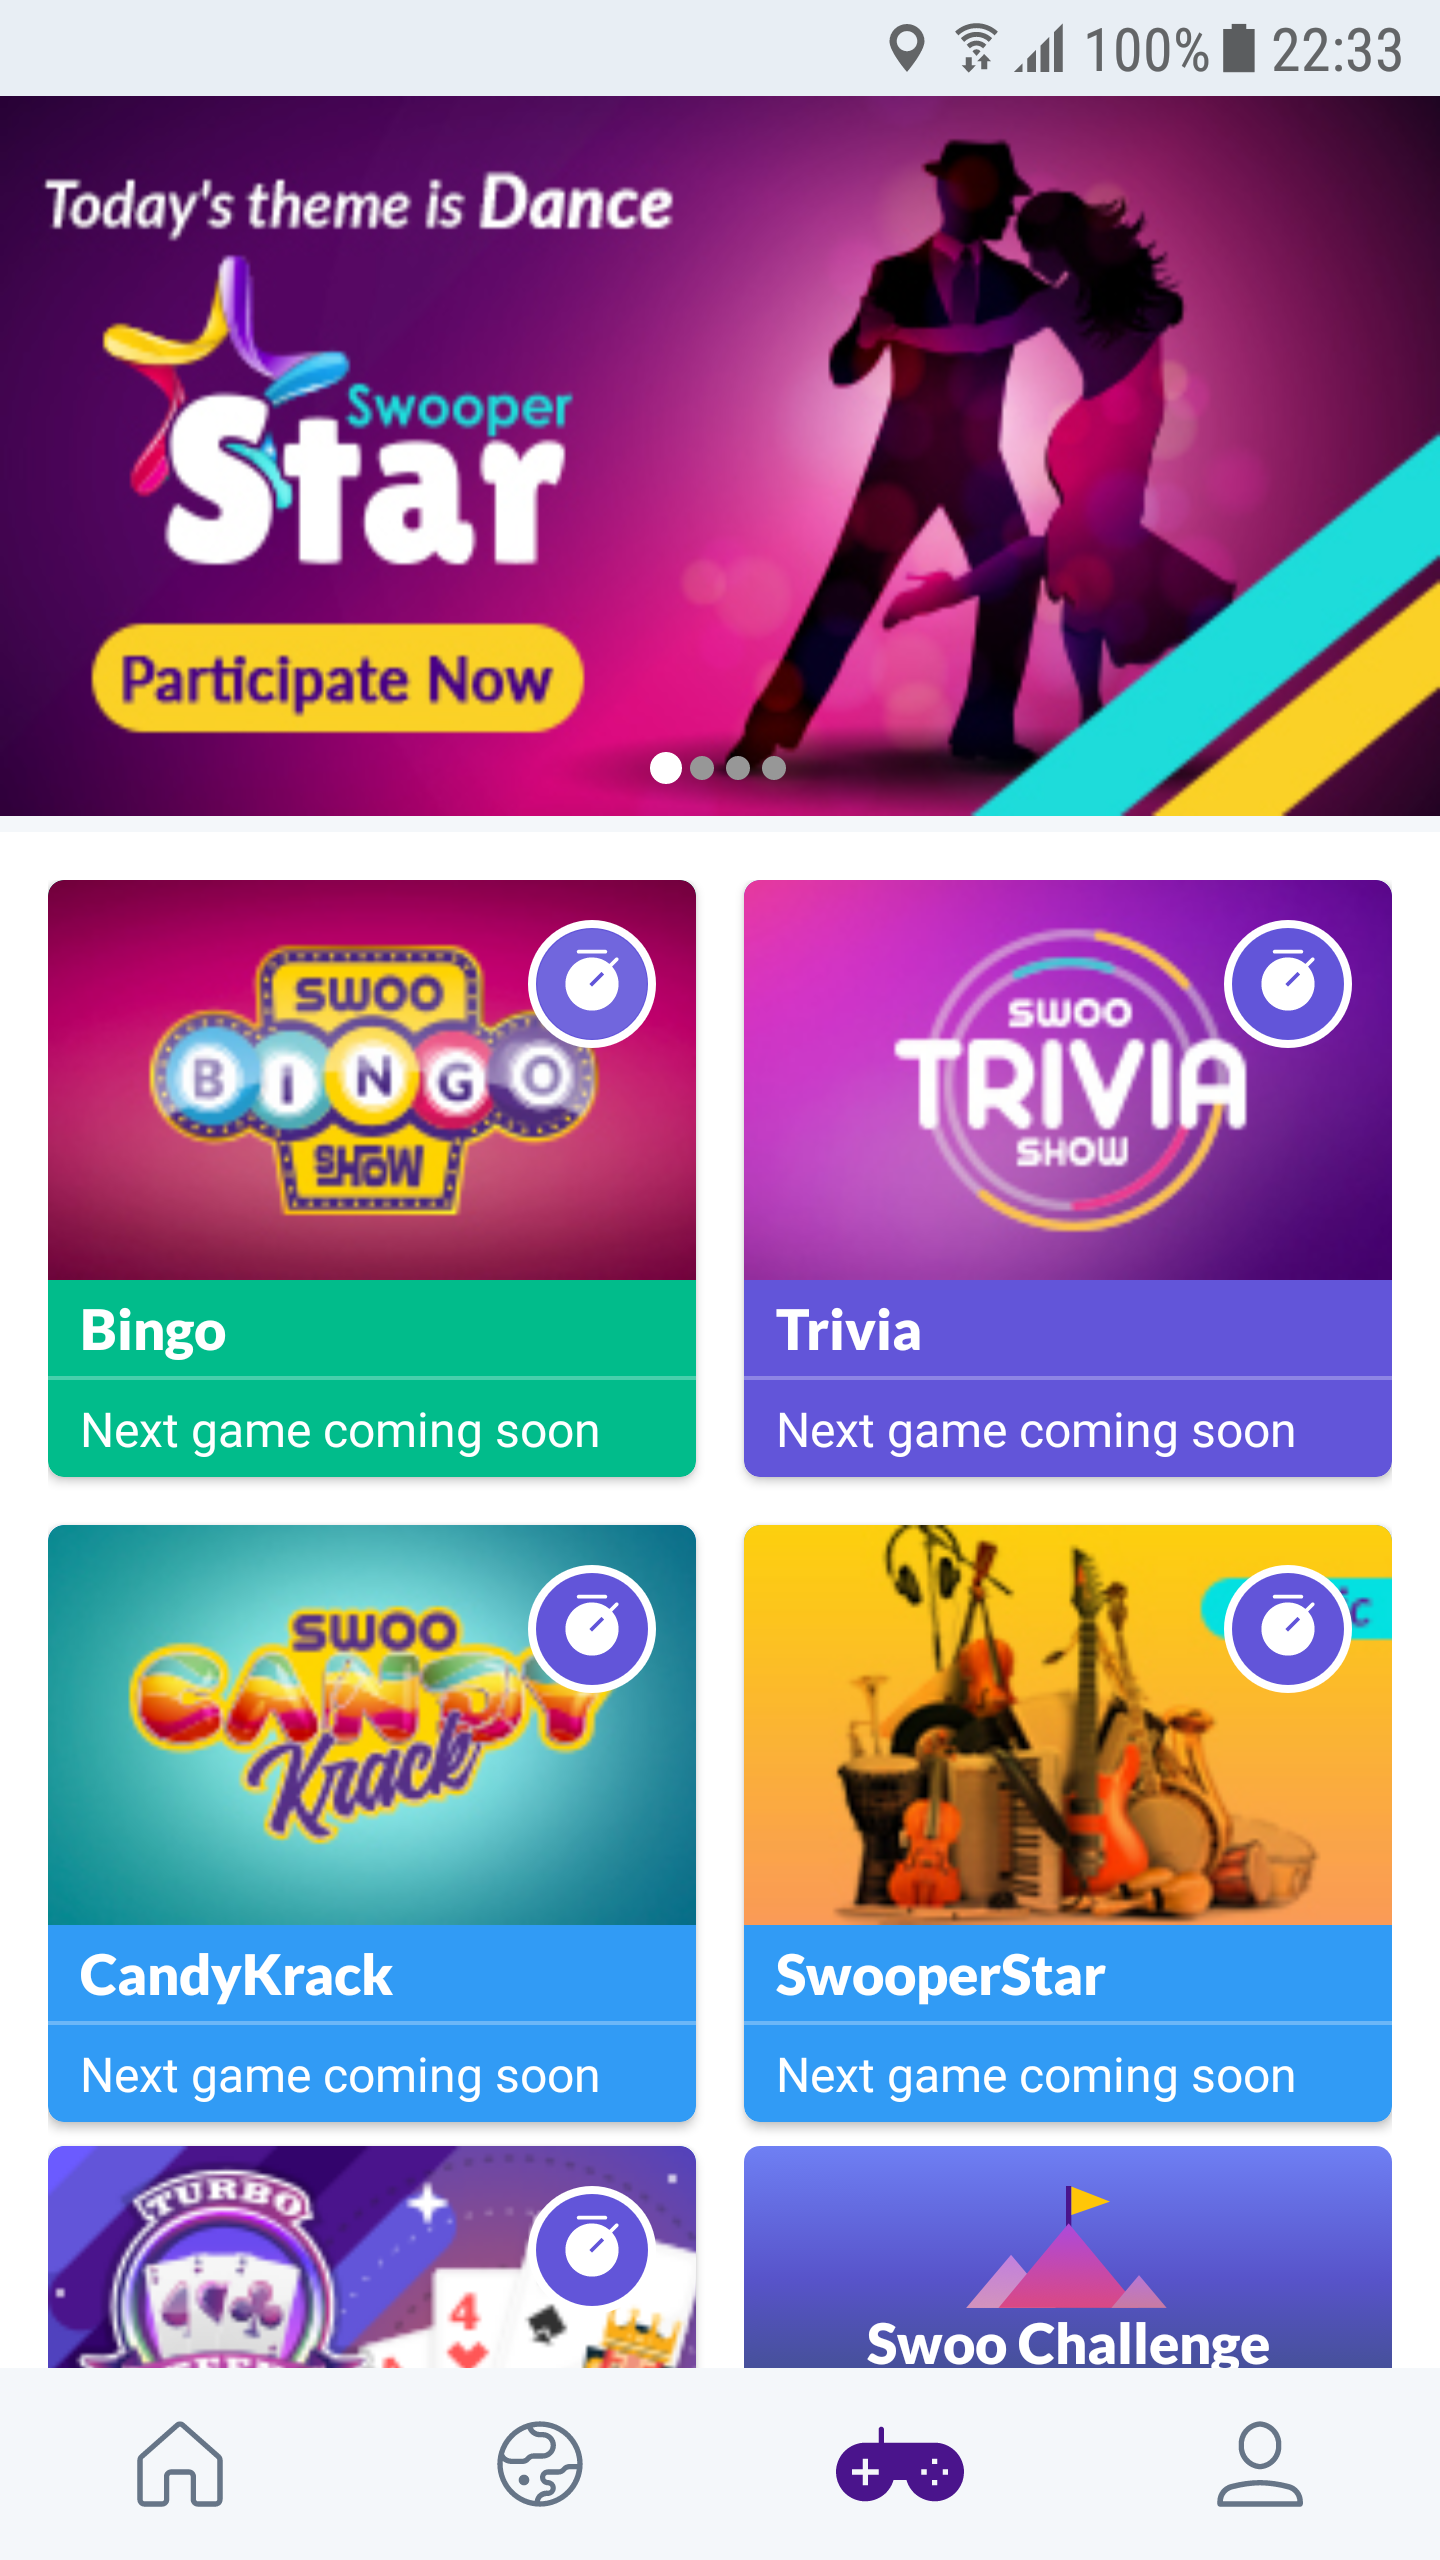 100% 22:33
Today's theme is Dance
Swooper
Star
Participate Now
SWOO
BINGO
SHOW
SWOO
TRIVIA
SHOW
Bingo
Trivia
Next game coming soon
Next game coming soon
SWOO
CANDY
Krack
CandyKrack
SwooperStar
Next game coming soon
Next game coming soon
TURBO
4
Swoo Challenge